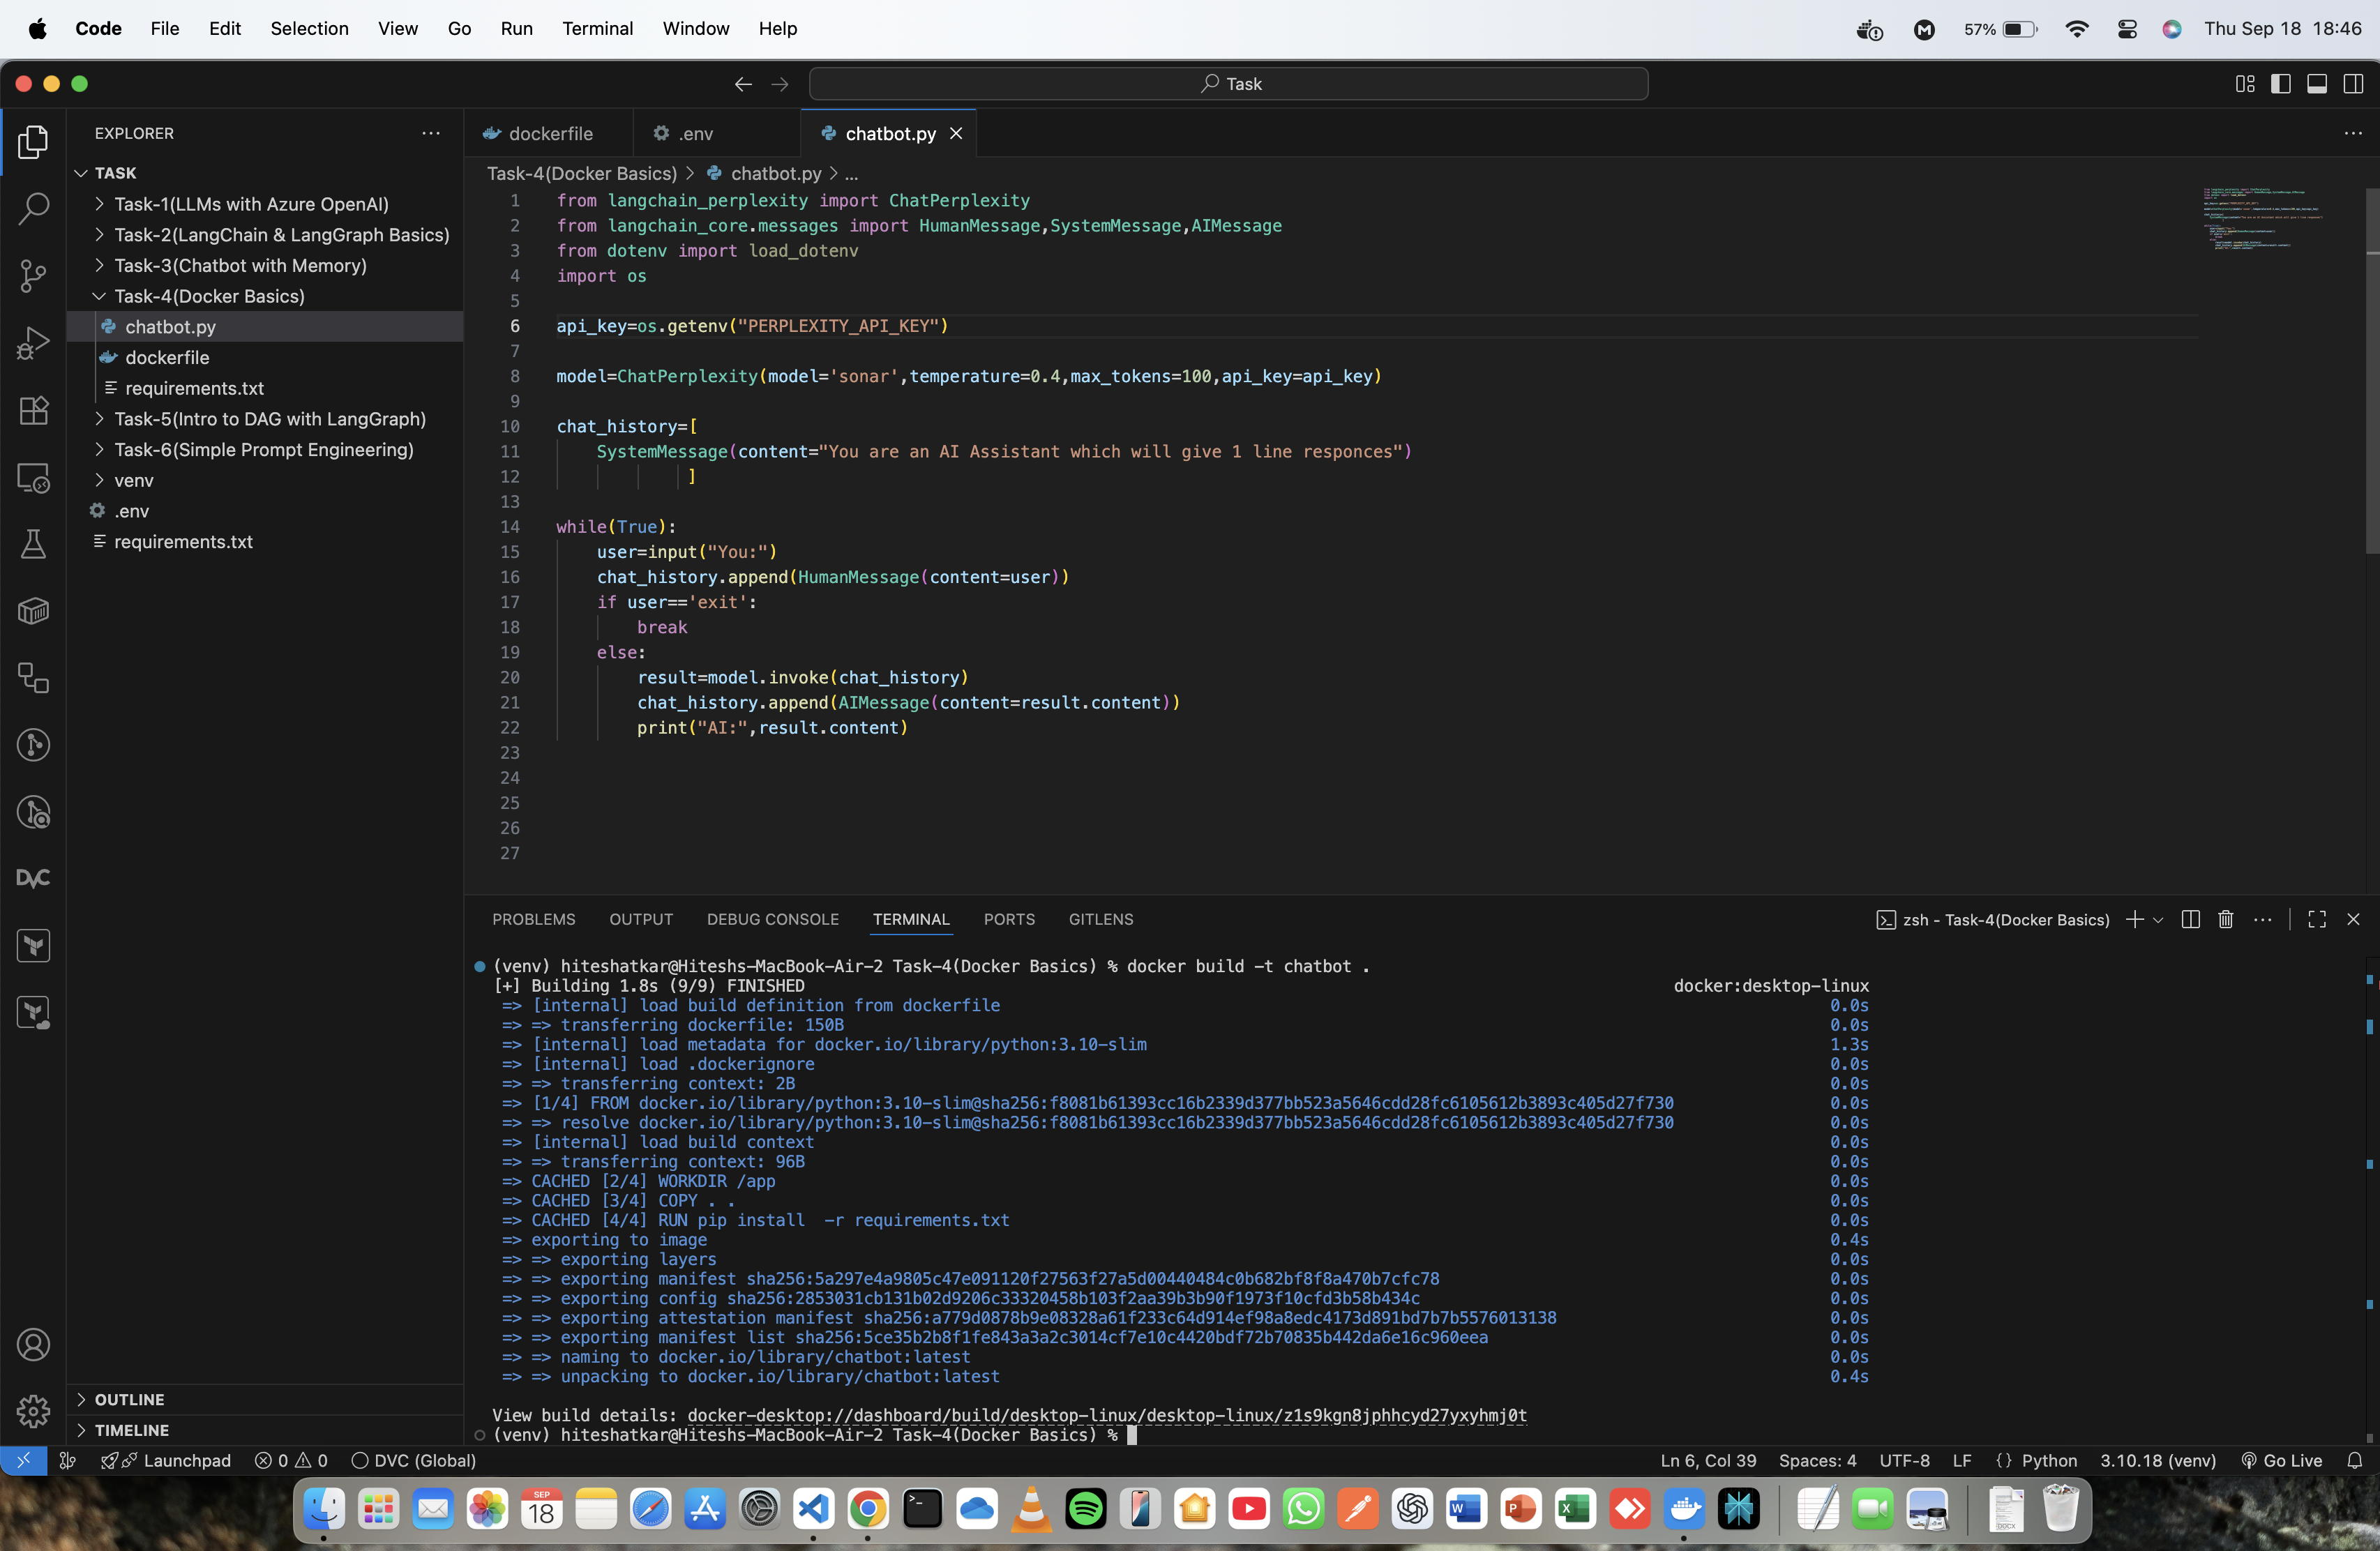 Code File Edit Selection View Go Run Terminal Window Help
57% Thu Sep 18 18:46
Task
EXPLORER
TASK
Task-1(LLMs with Azure OpenAI)
Task-2(LangChain & LangGraph Basics)
Task-3(Chatbot with Memory)
Task-4(Docker Basics)
chatbot.py
dockerfile
requirements.txt
Task-5(Intro to DAG with LangGraph)
Task-6(Simple Prompt Engineering)
venv
.env
requirements.txt
OUTLINE
TIMELINE
DVC
dockerfile .env chatbot.py
Task-4(Docker Basics) > chatbot.py > ...
1 from langchain_perplexity import ChatPerplexity
2 from langchain_core.messages import HumanMessage,SystemMessage,AIMessage
3 from dotenv import load_dotenv
4 import os
5
6 api_key=os.getenv("PERPLEXITY_API_KEY")
7
8 model=ChatPerplexity(model='sonar',temperature=0.4,max_tokens=100,api_key=api_key)
9
10 chat_history=[
11 SystemMessage(content="You are an AI Assistant which will give 1 line responces")
12 ]
13
14 while(True):
15 user=input("You:")
16 chat_history.append(HumanMessage(content=user))
17 if user=='exit':
18 break
19 else:
20 result=model.invoke(chat_history)
21 chat_history.append(AIMessage(content=result.content))
22 print("AI:",result.content)
23
24
25
26
27
PROBLEMS OUTPUT DEBUG CONSOLE TERMINAL PORTS GITLENS
zsh - Task-4(Docker Basics)
(venv) hiteshatkar@Hiteshs-MacBook-Air-2 Task-4(Docker Basics) % docker build -t chatbot .
[+] Building 1.8s (9/9) FINISHED docker:desktop-linux
=> [internal] load build definition from dockerfile 0.0s
=> => transferring dockerfile: 150B 0.0s
=> [internal] load metadata for docker.io/library/python:3.10-slim 1.3s
=> [internal] load .dockerignore 0.0s
=> => transferring context: 2B 0.0s
=> [1/4] FROM docker.io/library/python:3.10-slim@sha256:f8081b61393cc16b2339d377bb523a5646cdd28fc6105612b3893c405d27f730 0.0s
=> => resolve docker.io/library/python:3.10-slim@sha256:f8081b61393cc16b2339d377bb523a5646cdd28fc6105612b3893c405d27f730 0.0s
=> [internal] load build context 0.0s
=> => transferring context: 96B 0.0s
=> CACHED [2/4] WORKDIR /app 0.0s
=> CACHED [3/4] COPY . . 0.0s
=> CACHED [4/4] RUN pip install -r requirements.txt 0.0s
=> exporting to image 0.4s
=> => exporting layers 0.0s
=> => exporting manifest sha256:5a297e4a9805c47e091120f27563f27a5d00440484c0b682bf8f8a470b7cfc78 0.0s
=> => exporting config sha256:2853031cb131b02d9206c33320458b103f2aa39b3b90f1973f10cfd3b58b434c 0.0s
=> => exporting attestation manifest sha256:a779d0878b9e08328a61f233c64d914ef98a8edc4173d891bd7b7b5576013138 0.0s
=> => exporting manifest list sha256:5ce35b2b8f1fe843a3a2c3014cf7e10c4420bdf72b70835b442da6e16c960eea 0.0s
=> => naming to docker.io/library/chatbot:latest 0.0s
=> => unpacking to docker.io/library/chatbot:latest 0.4s
View build details: docker-desktop://dashboard/build/desktop-linux/desktop-linux/z1s9kgn8jphhcyd27yxyhmj0t
(venv) hiteshatkar@Hiteshs-MacBook-Air-2 Task-4(Docker Basics) %
Launchpad 0 0 DVC (Global) Ln 6, Col 39 Spaces: 4 UTF-8 LF {} Python 3.10.18 (venv) Go Live
SEP
18
DOCX